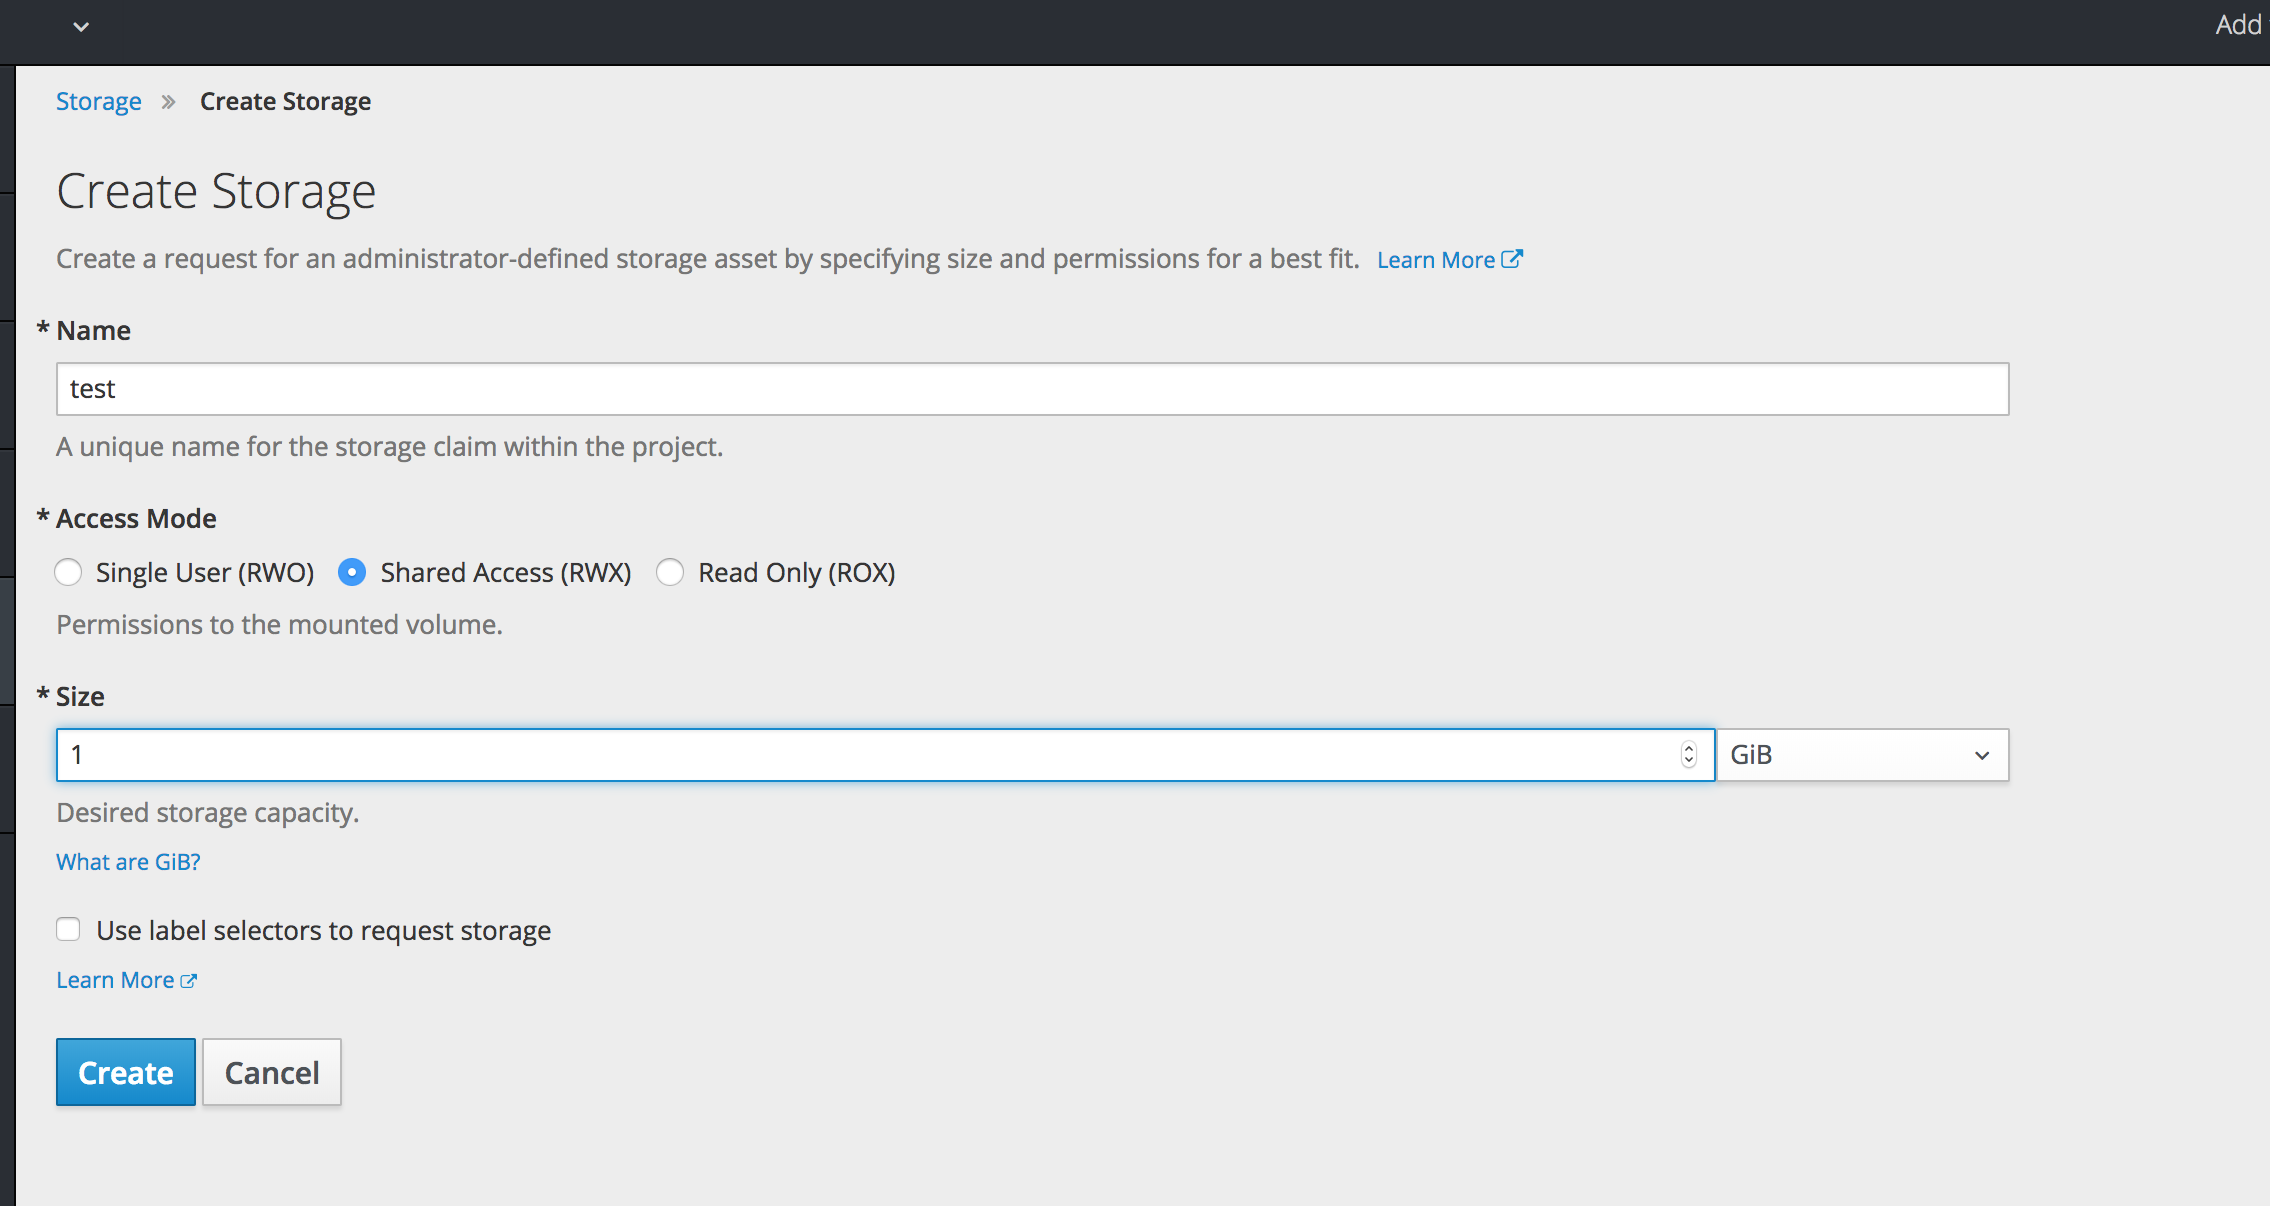 Add
Storage » Create Storage
Create Storage
Create a request for an administrator-defined storage asset by specifying size and permissions for a best fit. Learn More
* Name
test
A unique name for the storage claim within the project.
* Access Mode
Single User (RWO) Shared Access (RWX) Read Only (ROX)
Permissions to the mounted volume.
* Size
1 GiB
Desired storage capacity.
What are GiB?
Use label selectors to request storage
Learn More
Create Cancel